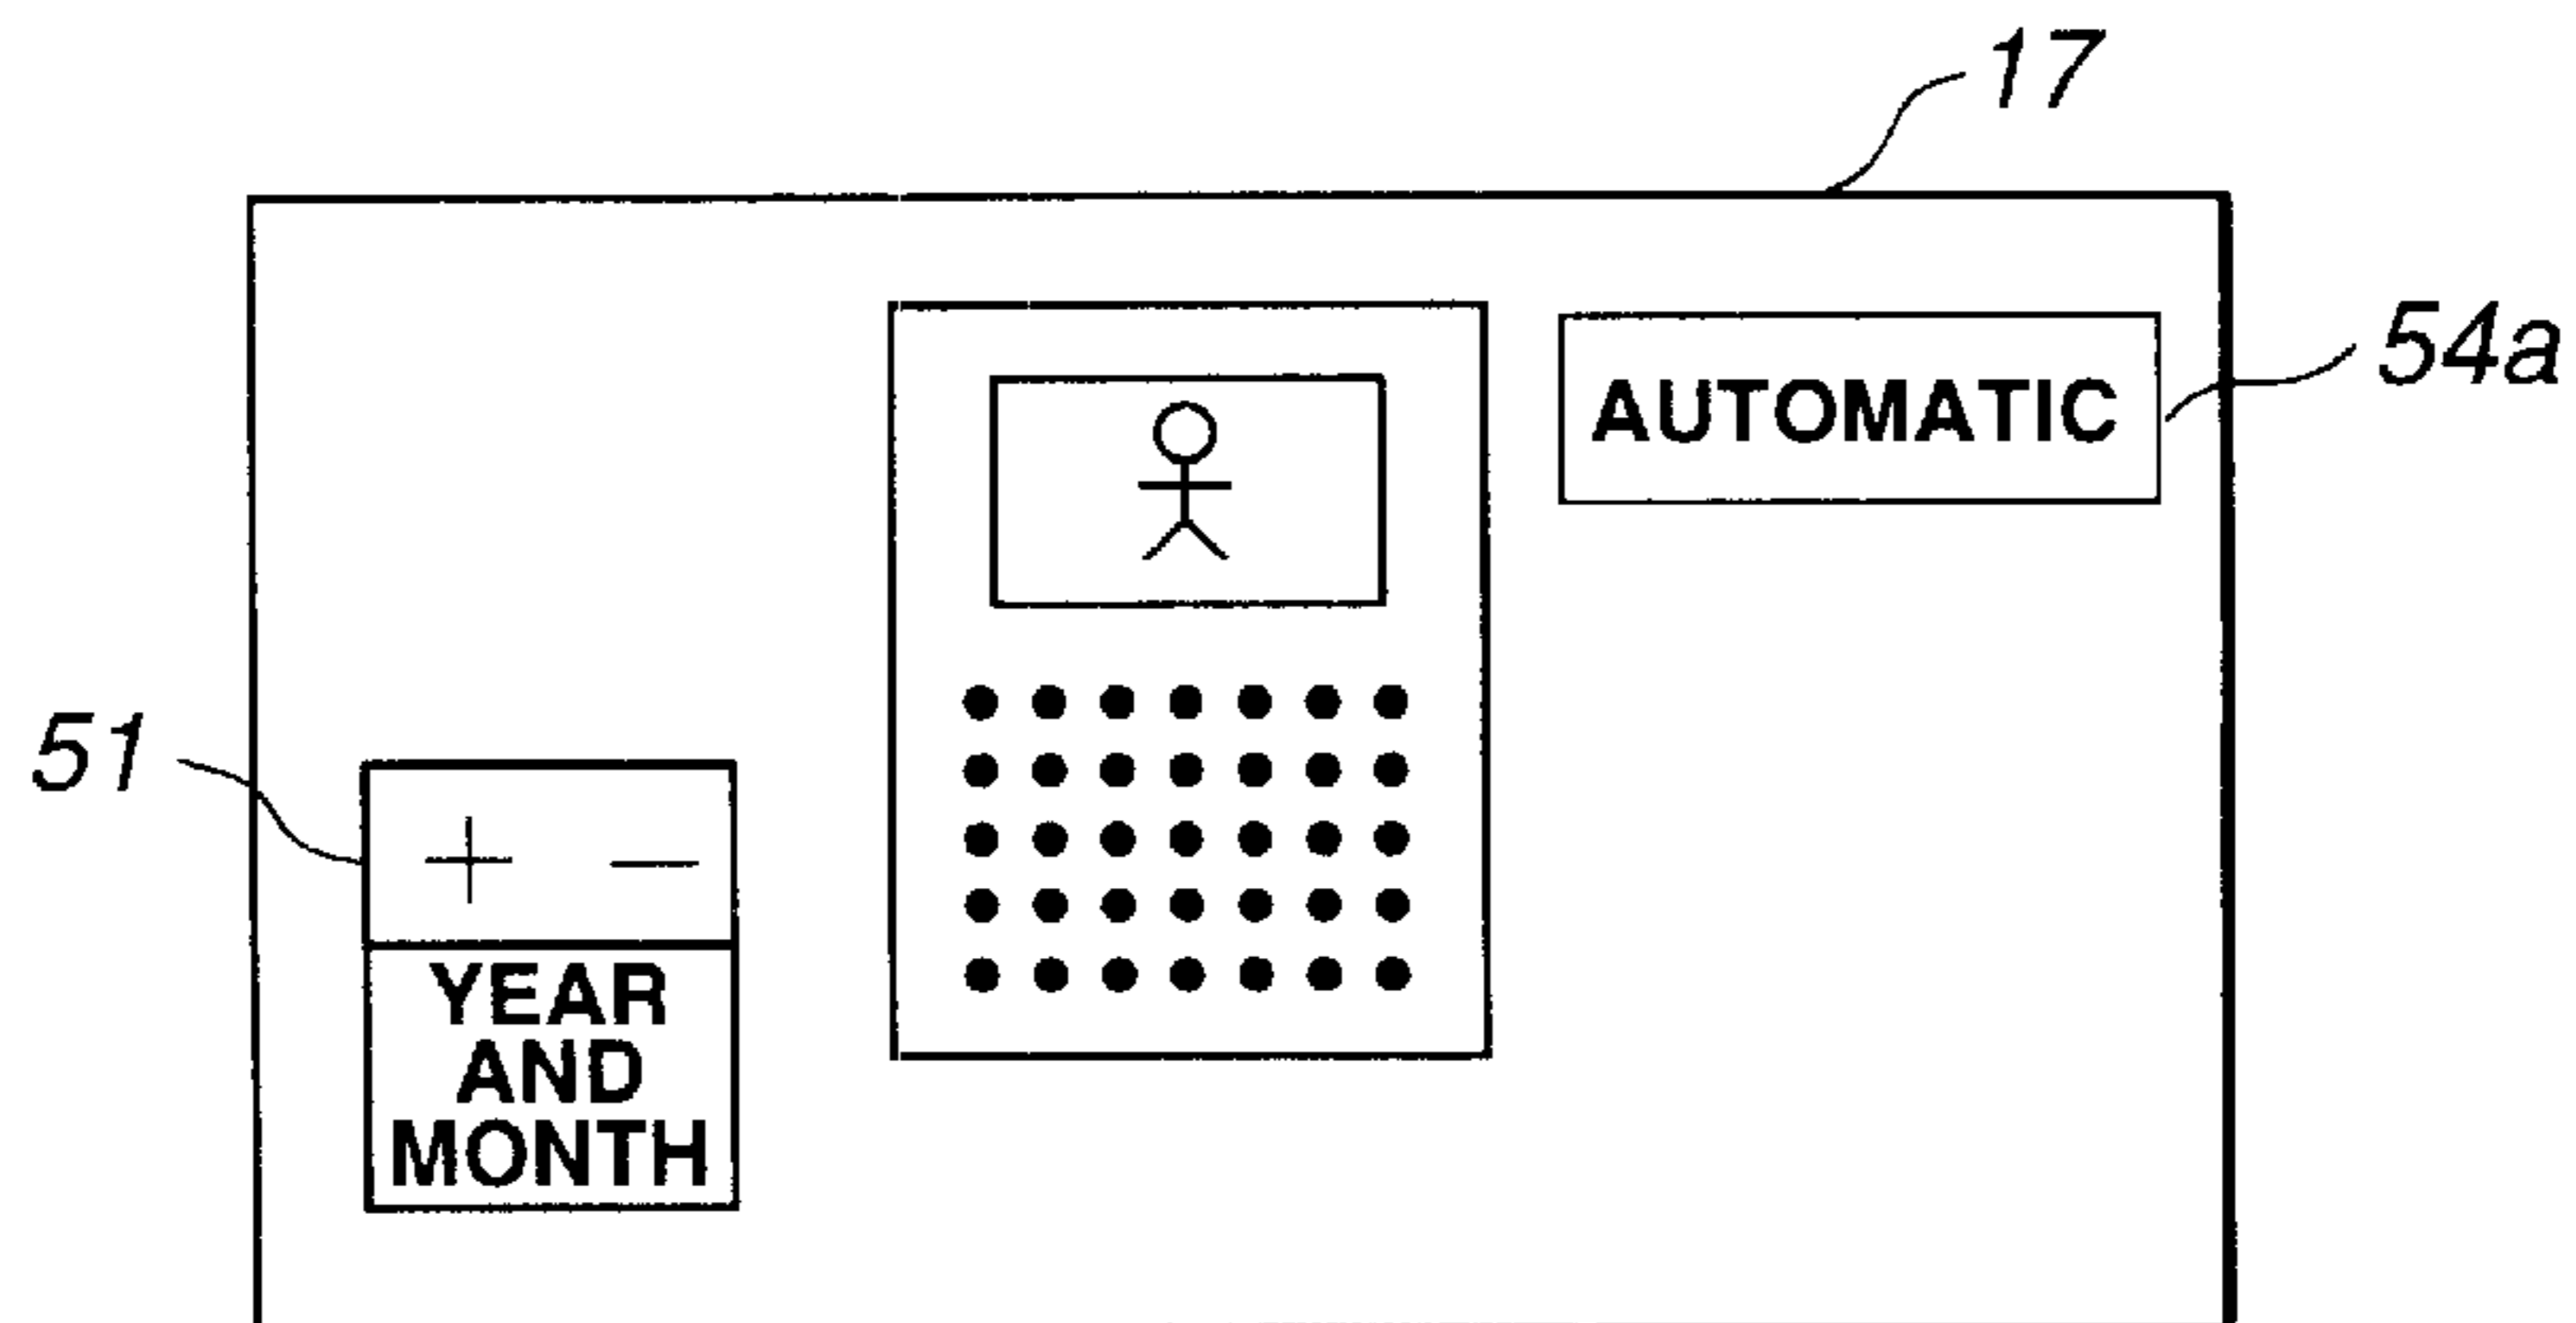 17
AUTOMATIC
54a
51
+ −
YEAR
AND
MONTH